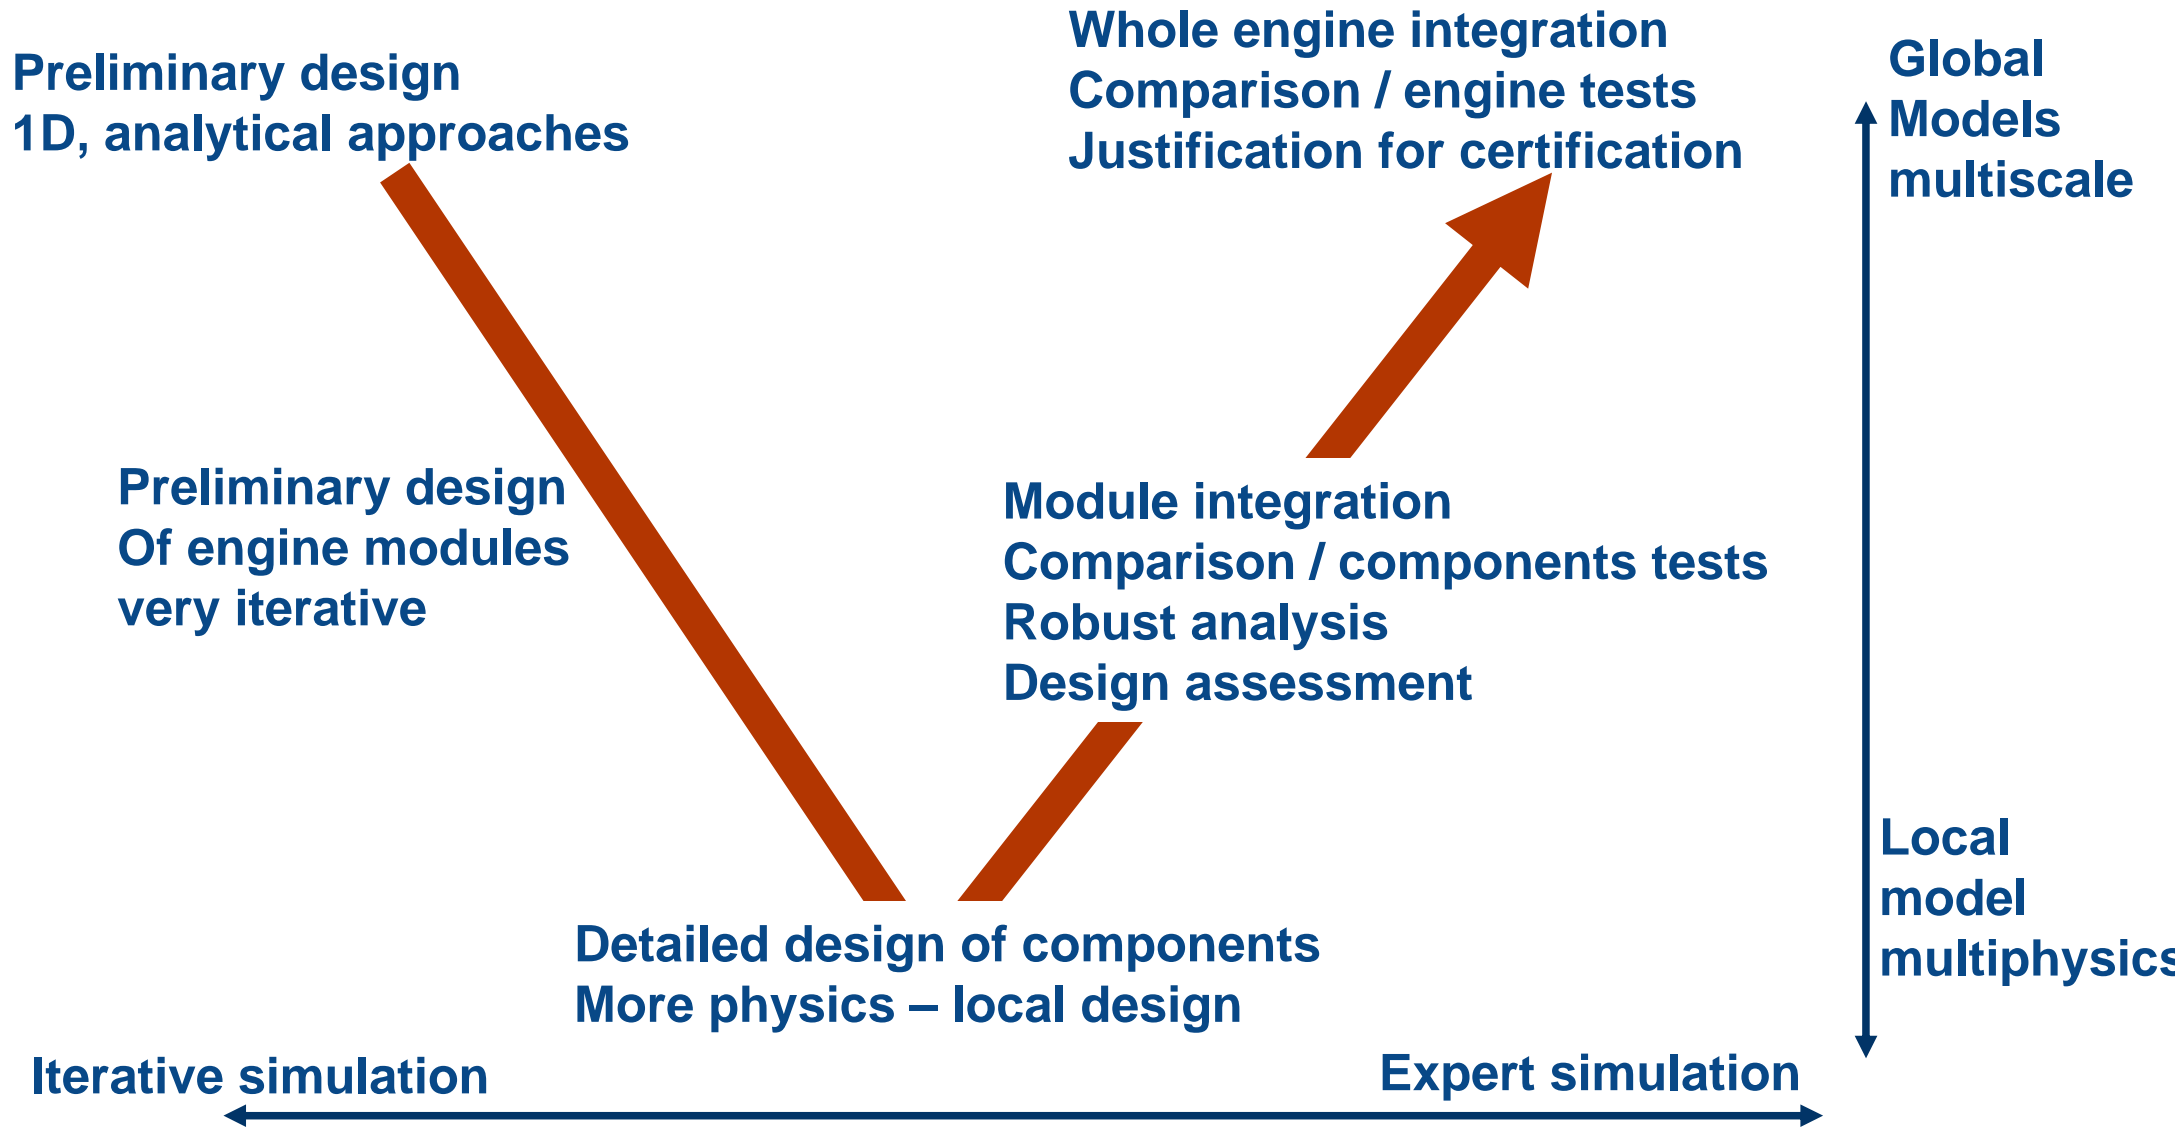 Preliminary design
1D, analytical approaches
Whole engine integration
Comparison / engine tests
Justification for certification
Global
Models
multiscale
Preliminary design
Of engine modules
very iterative
Module integration
Comparison / components tests
Robust analysis
Design assessment
Local
model
multiphysics
Detailed design of components
More physics – local design
Iterative simulation
Expert simulation